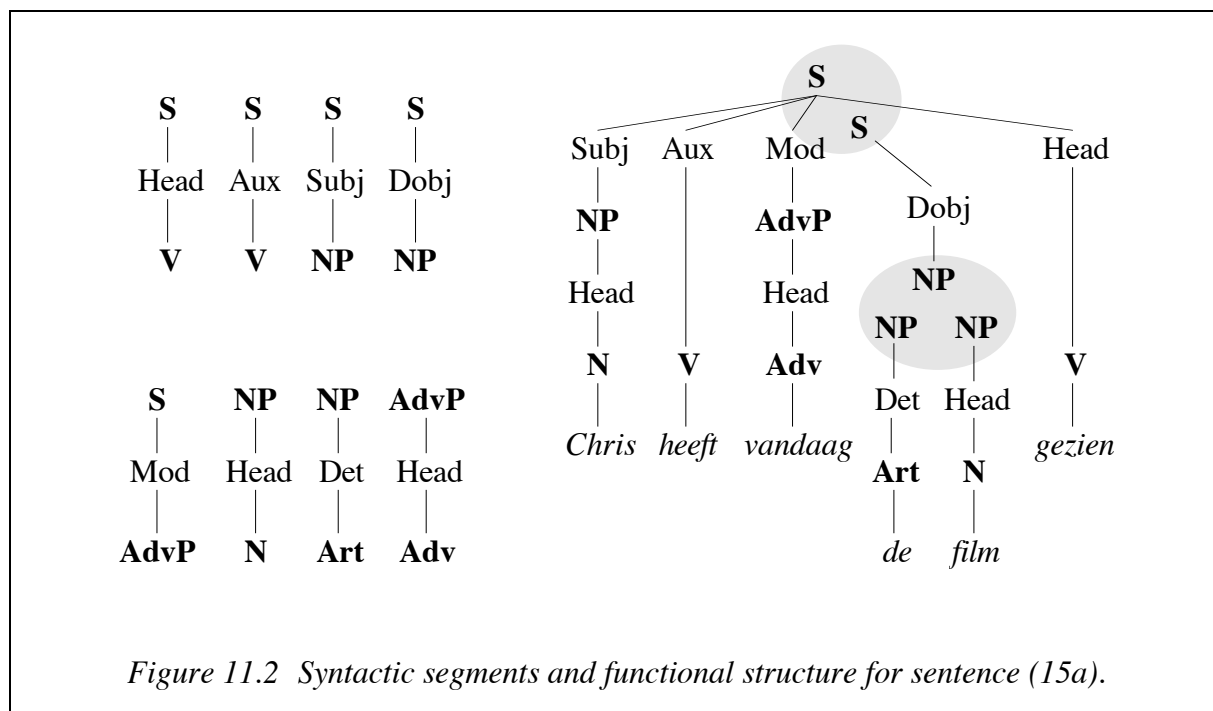 S S S S
Head Aux Subj Dobj
V V NP NP
S NP NP AdvP
Mod Head Det Head
AdvP N Art Adv
S
S
Subj Aux Mod Head
Dobj
NP AdvP
NP
Head Head
NP NP
N V Adv V
Det Head
Chris heeft vandaag gezien
Art N
de film
Figure 11.2 Syntactic segments and functional structure for sentence (15a).